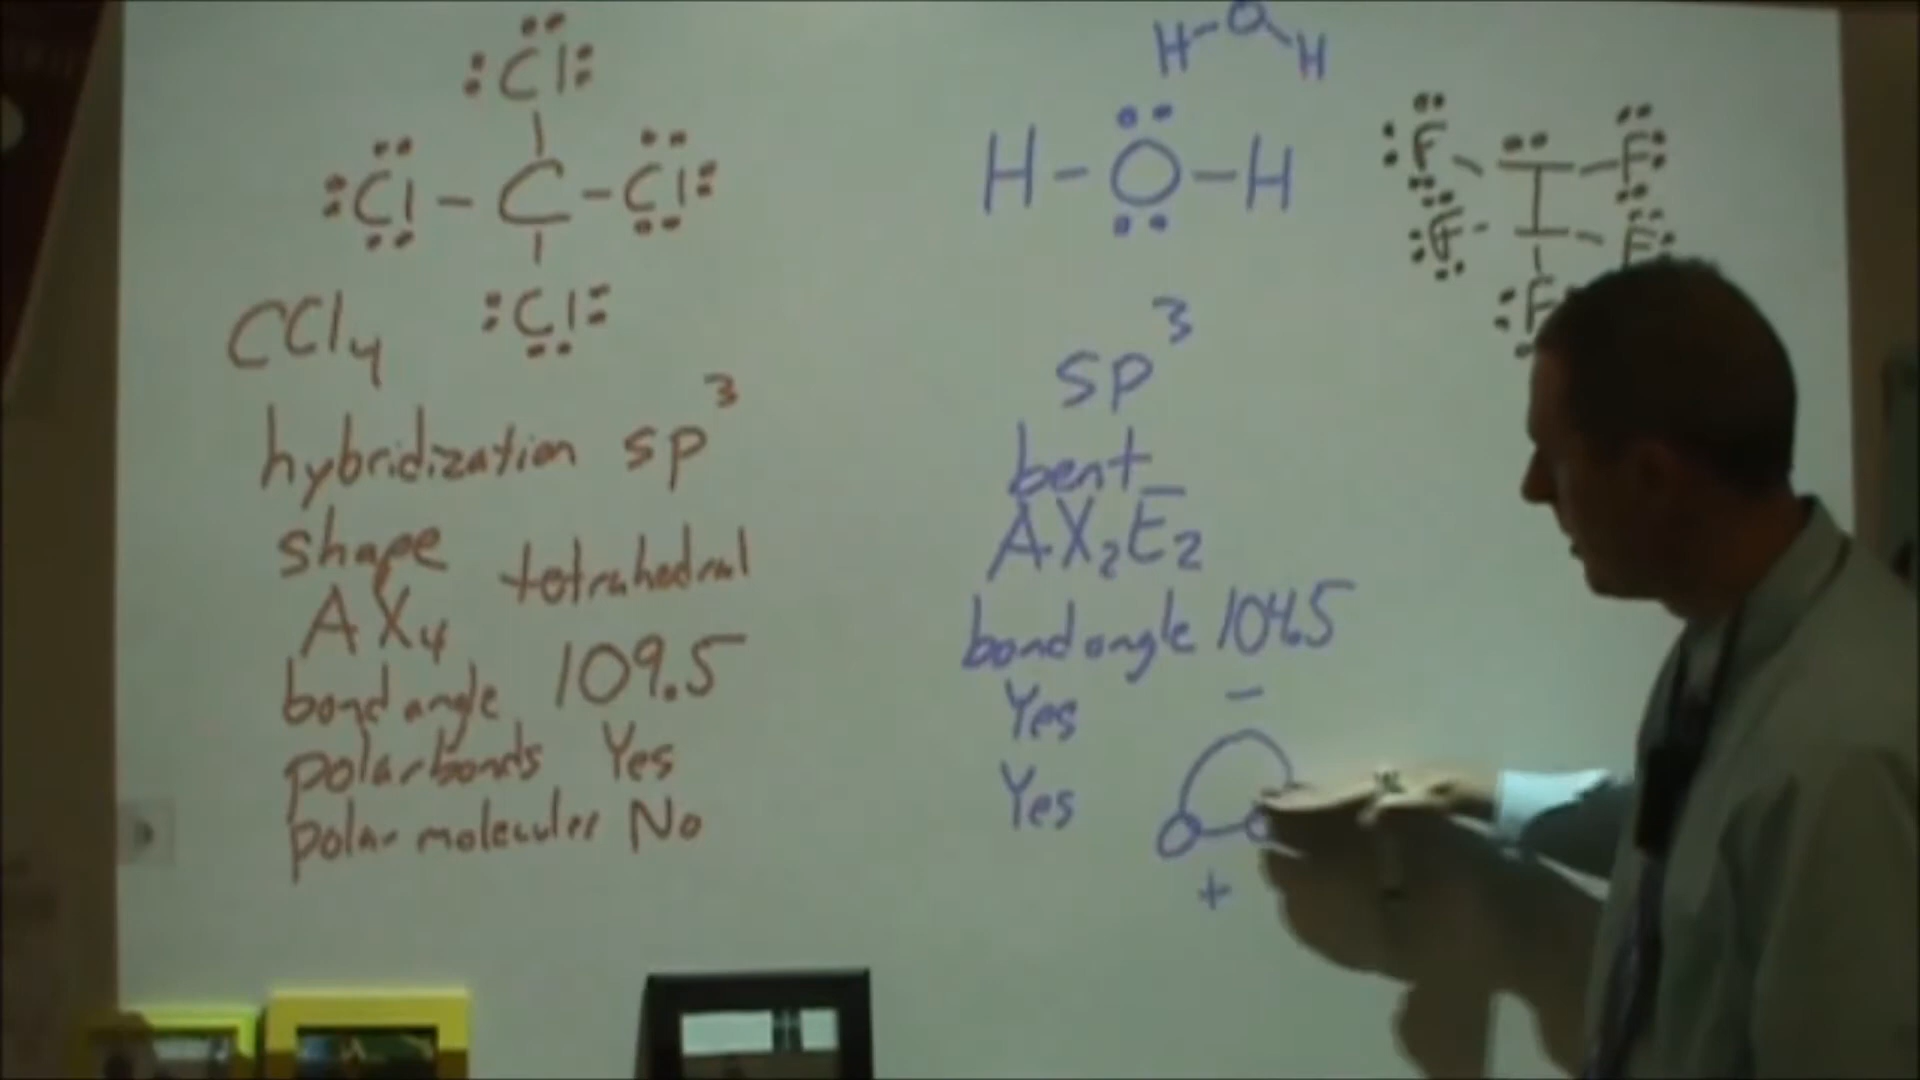 Cl
Cl - C - Cl
Cl
CCl4
hybridization sp3
shape tetrahedral
AX4
bond angle 109.5
polar bonds Yes
polar molecules No
H O H
H - O - H
sp3
bent
AX2E2
bond angle 104.5
Yes
Yes
−
+
F I F
F F
F